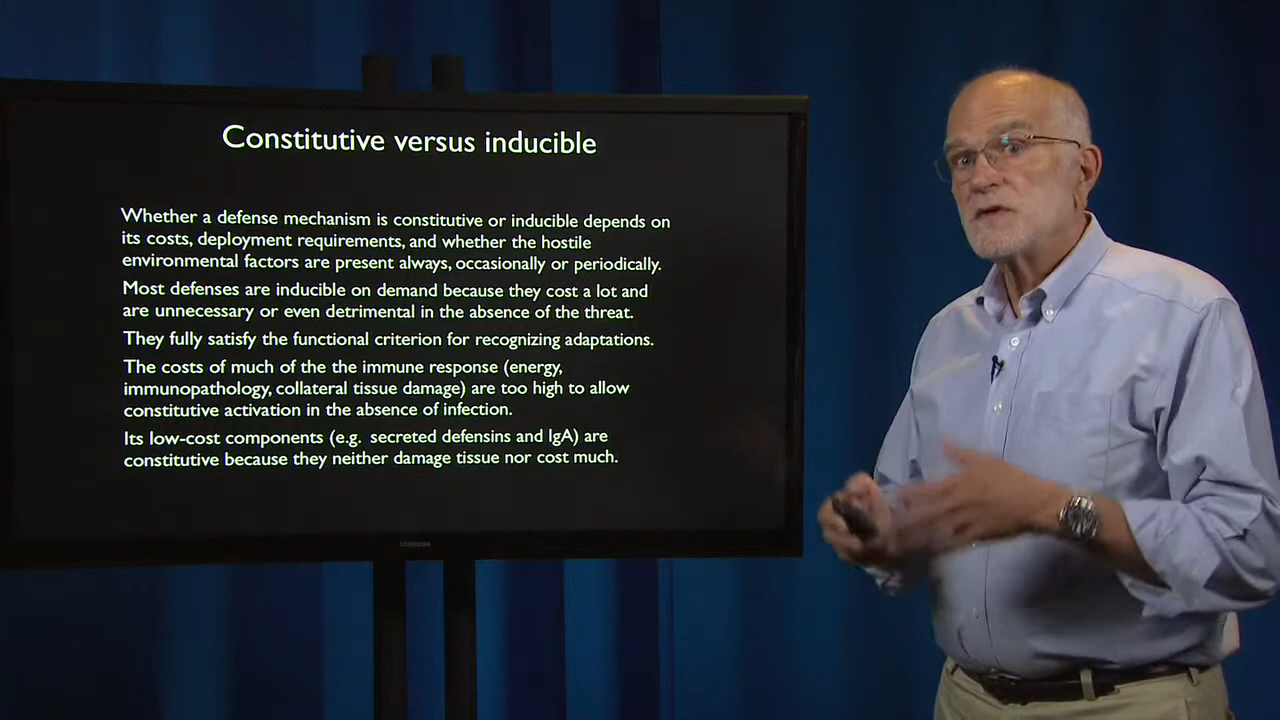 Constitutive versus inducible
Whether a defense mechanism is constitutive or inducible depends on
its costs, deployment requirements, and whether the hostile
environmental factors are present always, occasionally or periodically.
Most defenses are inducible on demand because they cost a lot and
are unnecessary or even detrimental in the absence of the threat.
They fully satisfy the functional criterion for recognizing adaptations.
The costs of much of the the immune response (energy,
immunopathology, collateral tissue damage) are too high to allow
constitutive activation in the absence of infection.
Its low-cost components (e.g. secreted defensins and IgA) are
constitutive because they neither damage tissue nor cost much.